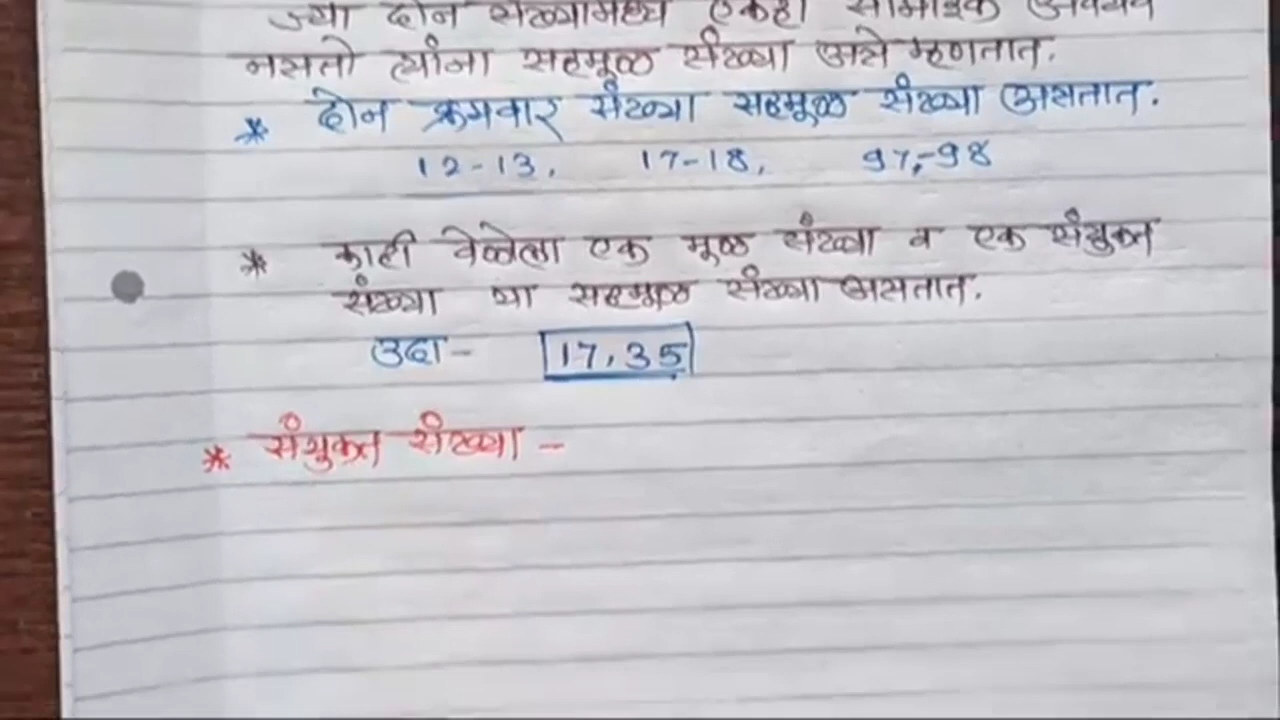 ज्या दोन संख्यामध्ये एकही सामाईक अवयव
नसतो त्यांना सहमूळ संख्या असे म्हणतात.
* दोन क्रमवार संख्या सहमूळ संख्या असतात.
12-13, 17-18, 97,-98
* काही वेळेला एक मूळ संख्या व एक संयुक्त
संख्या या सहमूळ संख्या असतात.
उदा- 17,35
* संयुक्त संख्या -